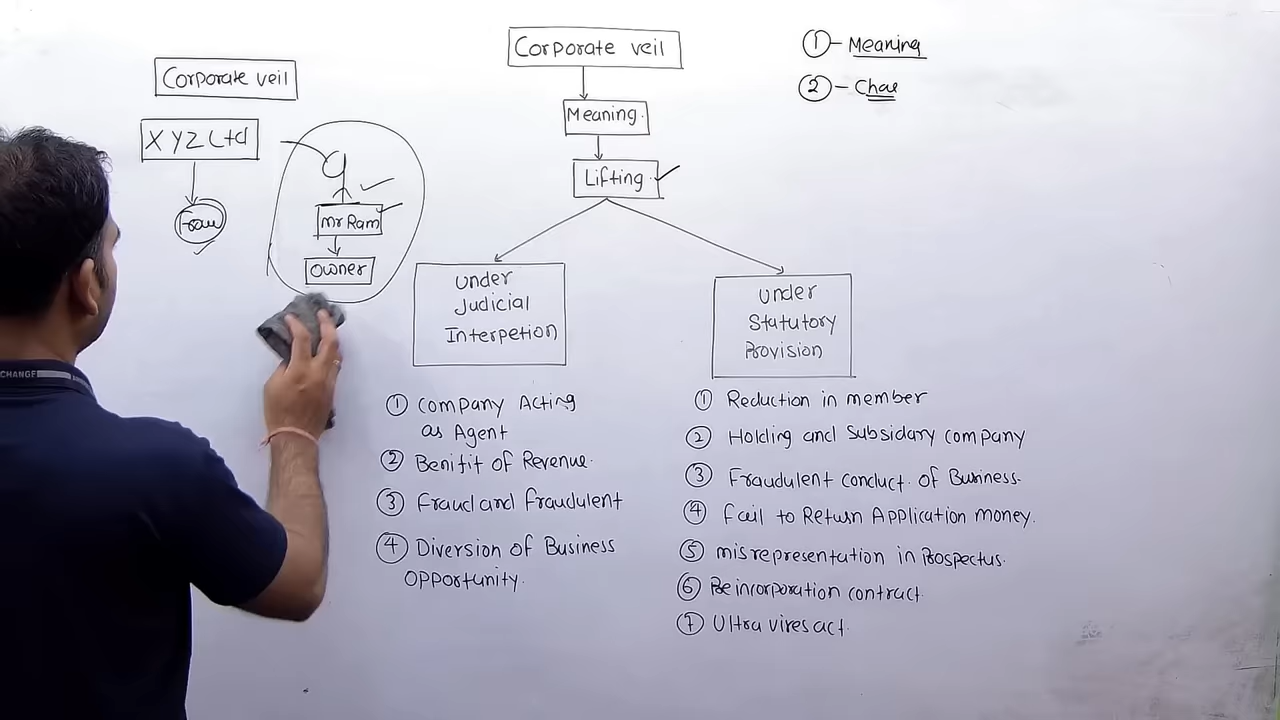 Corporate veil
XYZ Ltd
Mr Ram
Owner
Corporate veil
Meaning.
Lifting
Under
Judicial
Interpetion
① Company Acting
as Agent
② Benifit of Revenue.
③ Fraud and fraudulent
④ Diversion of Business
opportunity.
Under
Statutory
Provision
① Reduction in member
② Holding and Subsidary company
③ Fraudulent conduct. of Business.
④ fail to Return Application money.
⑤ misrepresentation in Prospectus.
⑥ Preincorporation contract.
⑦ Ultra vires act.
① - Meaning
② - Char
CHANGE